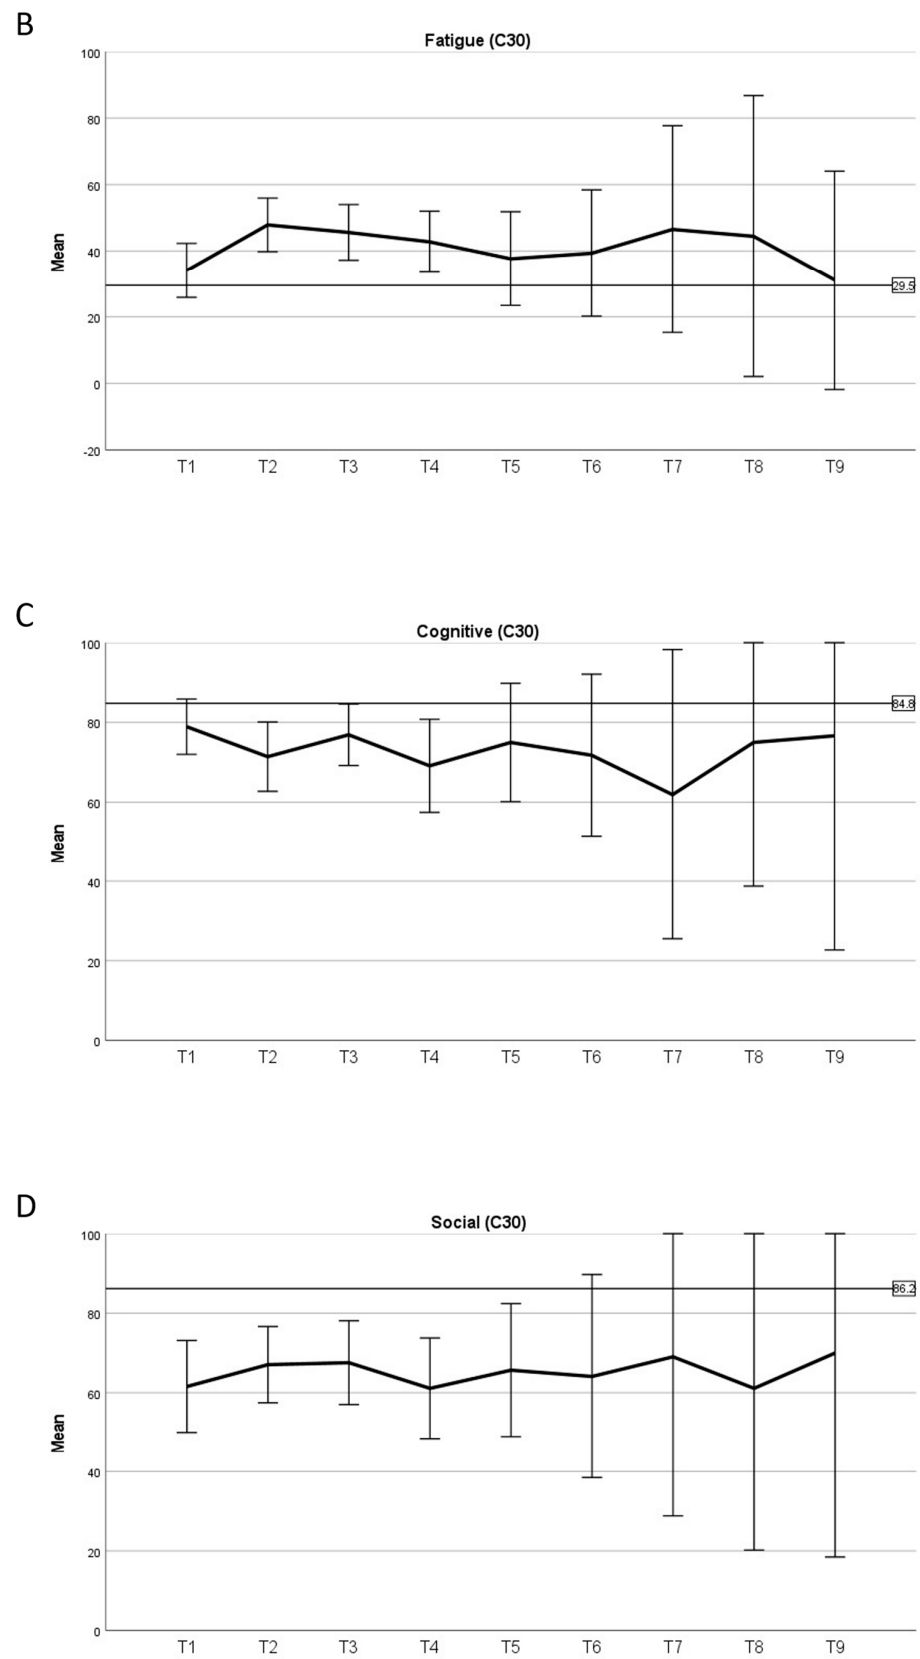 B
Fatigue (C30)
100
80
60
40
20
0
-20
Mean
29.5
T1 T2 T3 T4 T5 T6 T7 T8 T9
C
Cognitive (C30)
100
80
60
40
20
0
Mean
84.8
T1 T2 T3 T4 T5 T6 T7 T8 T9
D
Social (C30)
100
80
60
40
20
0
Mean
86.2
T1 T2 T3 T4 T5 T6 T7 T8 T9